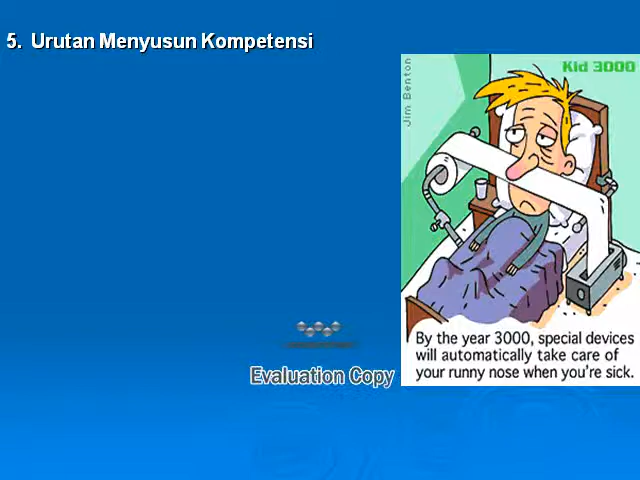 5. Urutan Menyusun Kompetensi
Kid 3000
Jim Benton
By the year 3000, special devices
will automatically take care of
your runny nose when you're sick.
Evaluation Copy